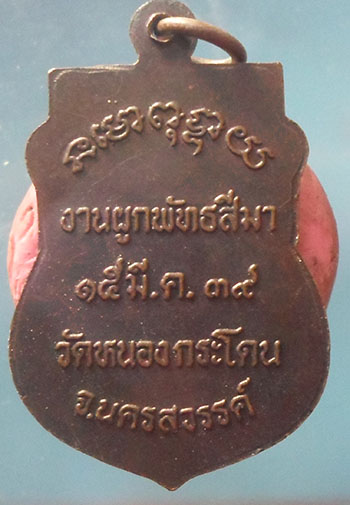 งานผูกพัทธสีมา
๑๕ มี.ค. ๓๙
วัดหนองกระโดน
จ.นครสวรรค์